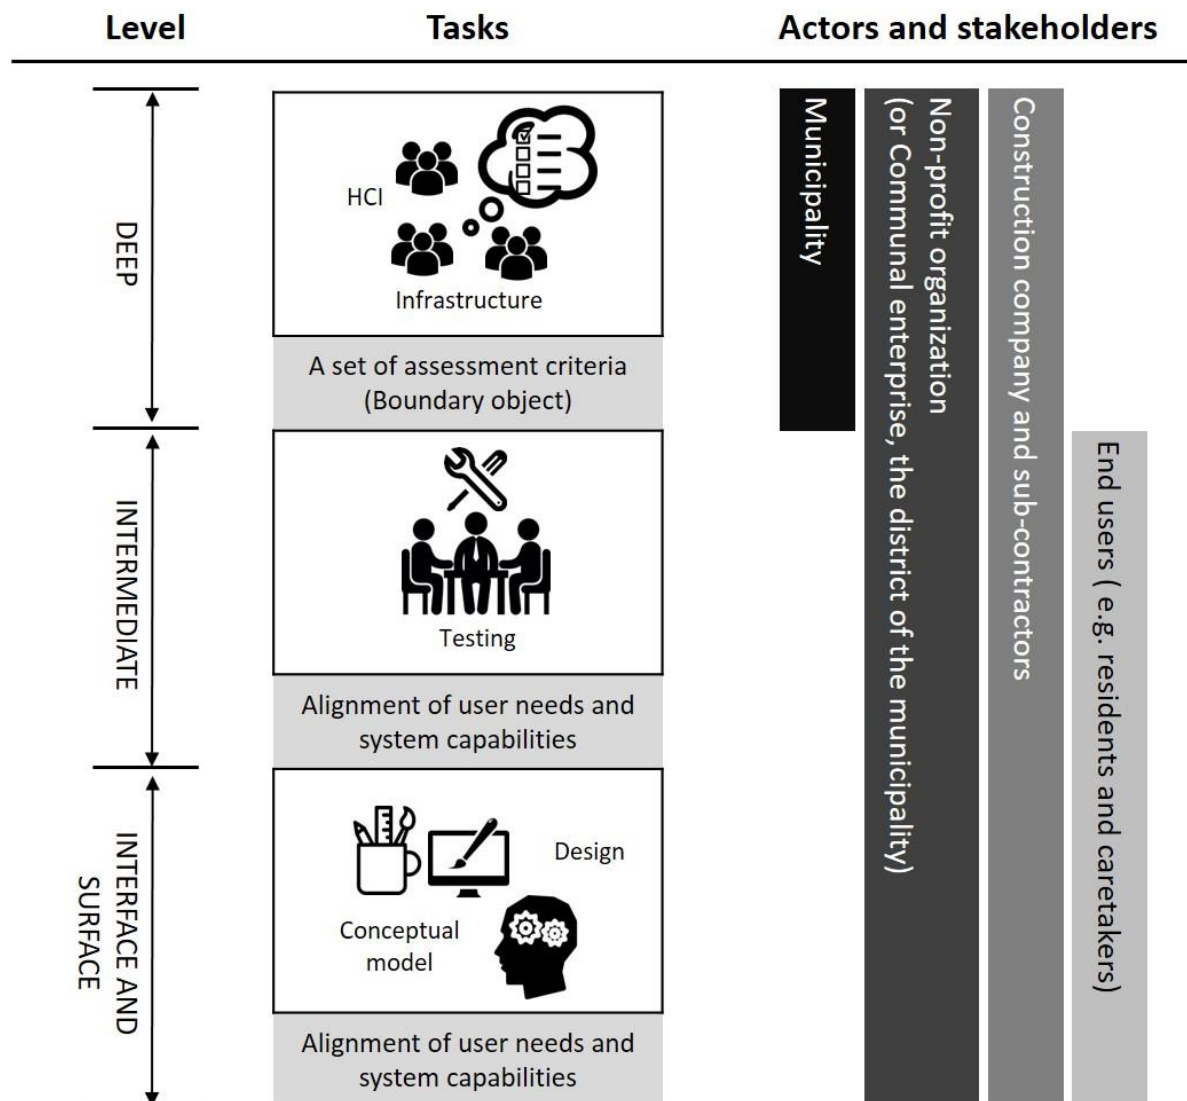 Level
Tasks
Actors and stakeholders
DEEP
HCI
Infrastructure
A set of assessment criteria
(Boundary object)
INTERMEDIATE
Testing
Alignment of user needs and
system capabilities
INTERFACE AND
SURFACE
Design
Conceptual
model
Alignment of user needs and
system capabilities
Municipality
Non-profit organization
(or Communal enterprise, the district of the municipality)
Construction company and sub-contractors
End users ( e.g. residents and caretakers)